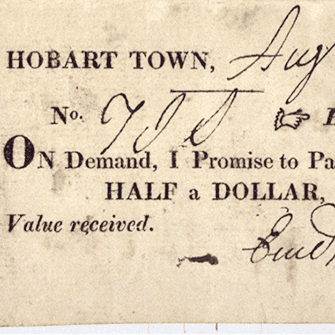 HOBART TOWN, Aug
No.
ON Demand, I Promise to Pa
HALF a DOLLAR,
Value received.